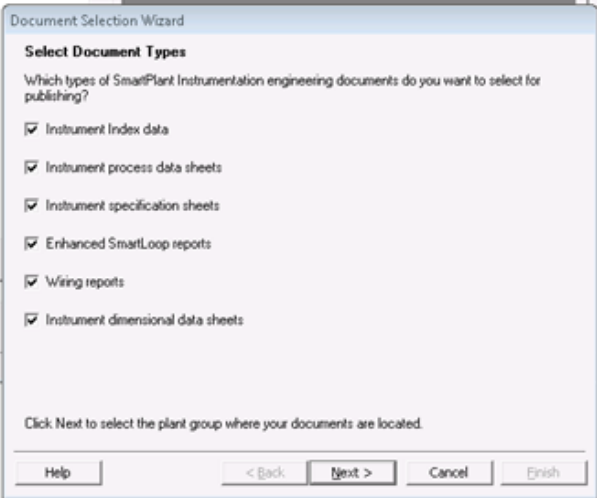 Document Selection Wizard
Select Document Types
Which types of SmartPlant Instrumentation engineering documents do you want to select for
publishing?
Instrument Index data
Instrument process data sheets
Instrument specification sheets
Enhanced SmartLoop reports
Wiring reports
Instrument dimensional data sheets
Click Next to select the plant group where your documents are located.
Help < Back Next > Cancel Finish